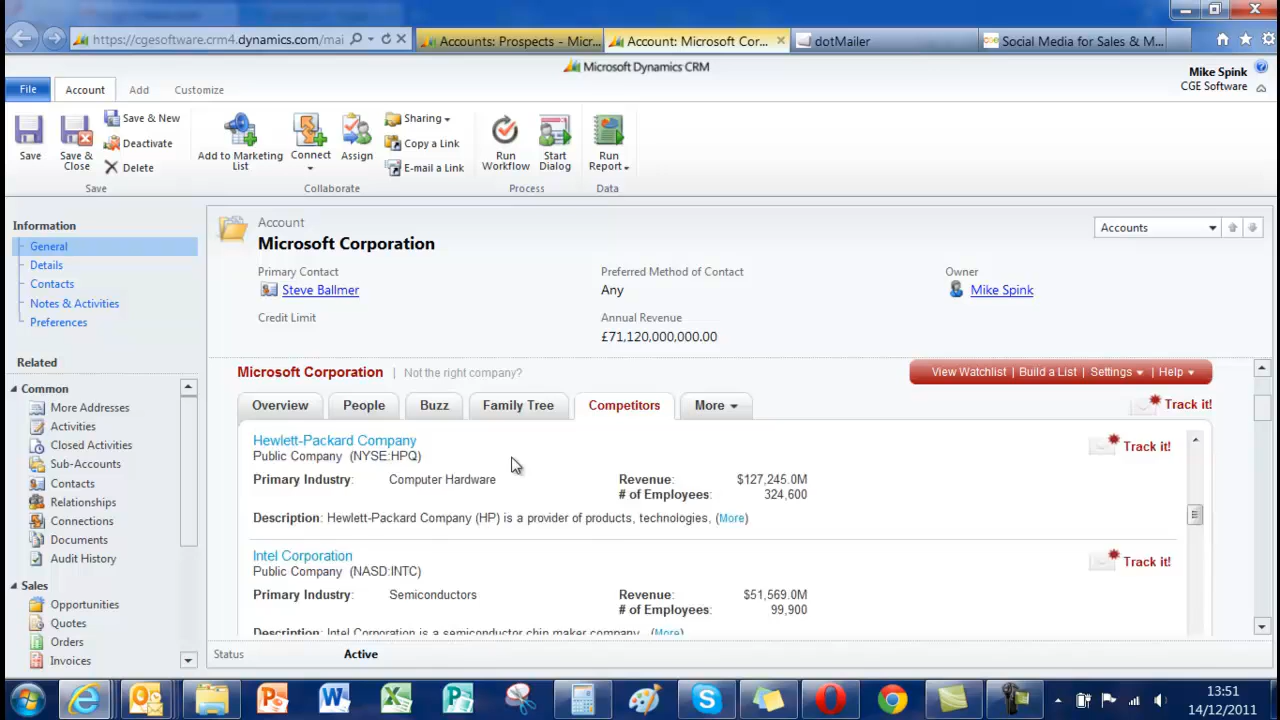 https://cgesoftware.crm4.dynamics.com/mai
Accounts: Prospects - Micr...
Account: Microsoft Cor...
dotMailer
Social Media for Sales & M...
Microsoft Dynamics CRM
Mike Spink
CGE Software
File
Account
Add
Customize
Save
Save & Close
Save & New
Deactivate
Delete
Save
Add to Marketing List
Connect
Assign
Sharing
Copy a Link
E-mail a Link
Collaborate
Run Workflow
Start Dialog
Process
Run Report
Data
Information
General
Details
Contacts
Notes & Activities
Preferences
Related
Common
More Addresses
Activities
Closed Activities
Sub-Accounts
Contacts
Relationships
Connections
Documents
Audit History
Sales
Opportunities
Quotes
Orders
Invoices
Account
Microsoft Corporation
Accounts
Primary Contact
Steve Ballmer
Preferred Method of Contact
Any
Owner
Mike Spink
Credit Limit
Annual Revenue
£71,120,000,000.00
Microsoft Corporation | Not the right company?
View Watchlist | Build a List | Settings | Help
Overview
People
Buzz
Family Tree
Competitors
More
Track it!
Hewlett-Packard Company
Public Company (NYSE:HPQ)
Track it!
Primary Industry: Computer Hardware
Revenue: $127,245.0M
# of Employees: 324,600
Description: Hewlett-Packard Company (HP) is a provider of products, technologies, (More)
Intel Corporation
Public Company (NASD:INTC)
Track it!
Primary Industry: Semiconductors
Revenue: $51,569.0M
# of Employees: 99,900
Description: Intel Corporation is a semiconductor chip maker company. (More)
Status
Active
13:51
14/12/2011